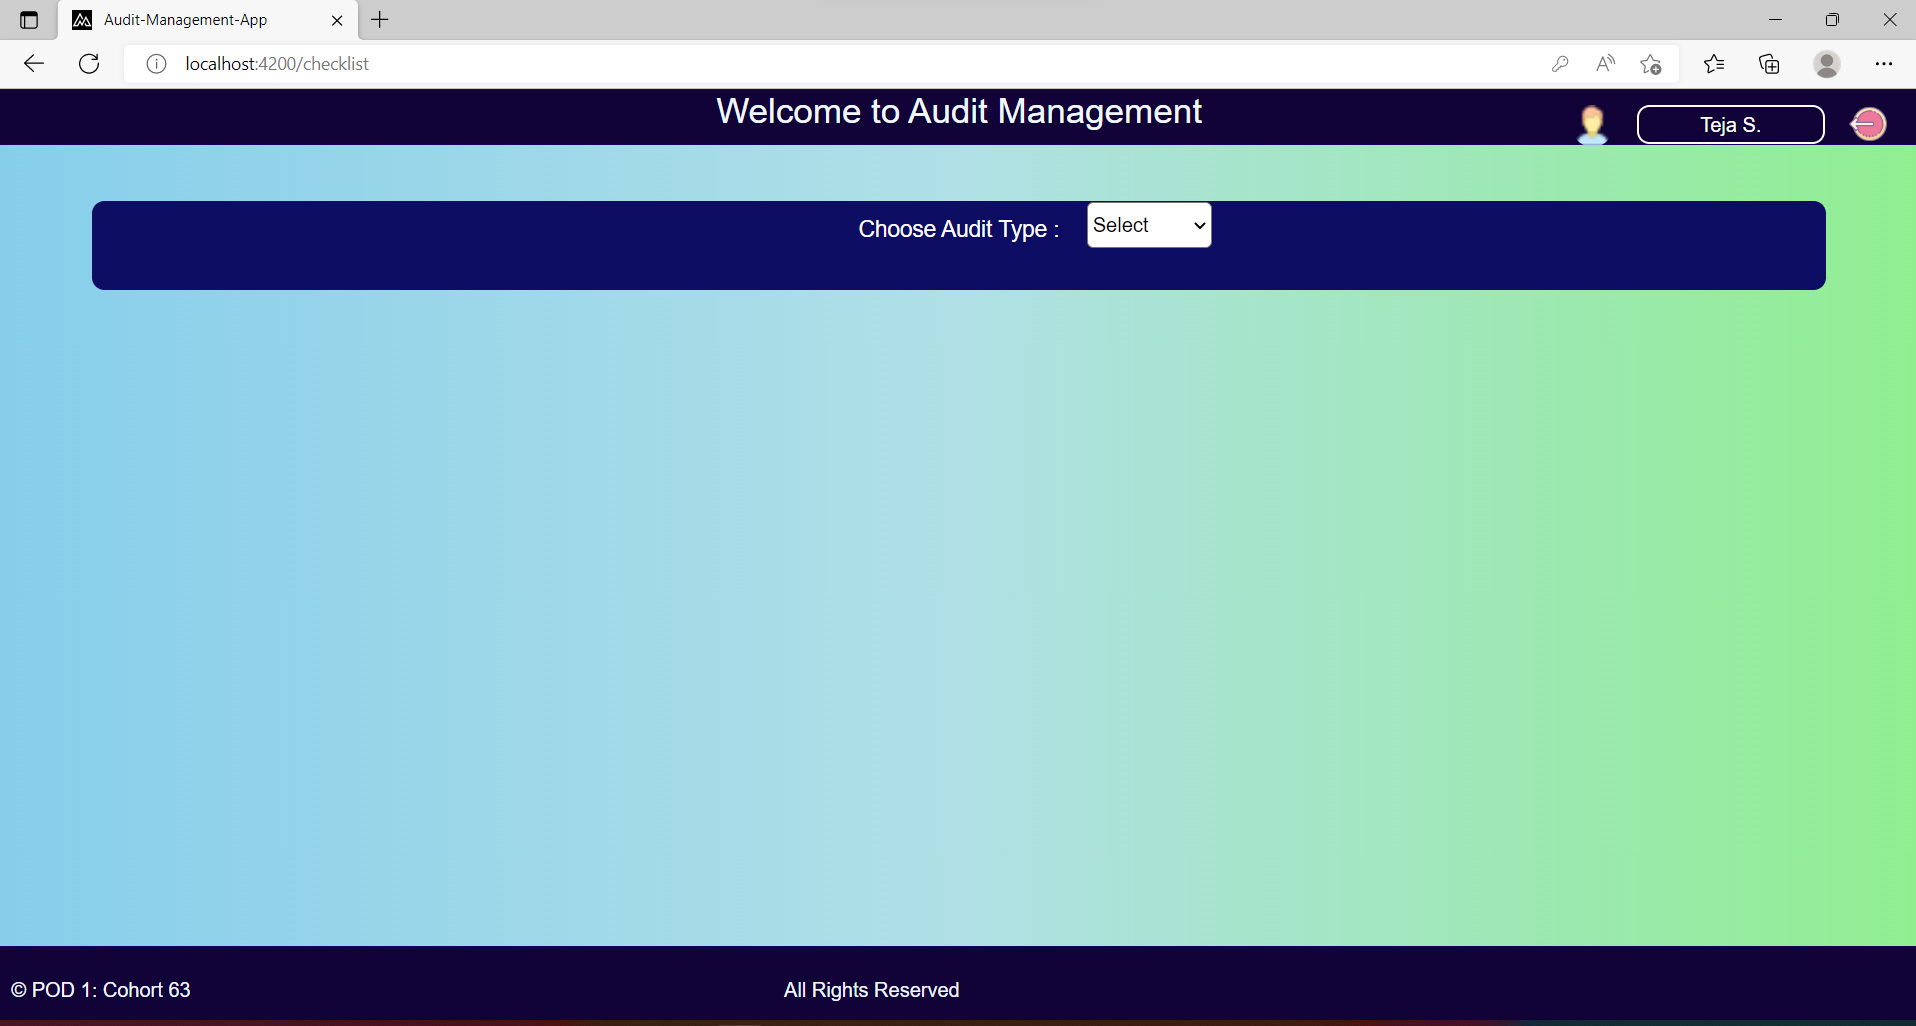 Audit-Management-App
localhost:4200/checklist
Welcome to Audit Management
Teja S.
Choose Audit Type :
Select
© POD 1: Cohort 63
All Rights Reserved